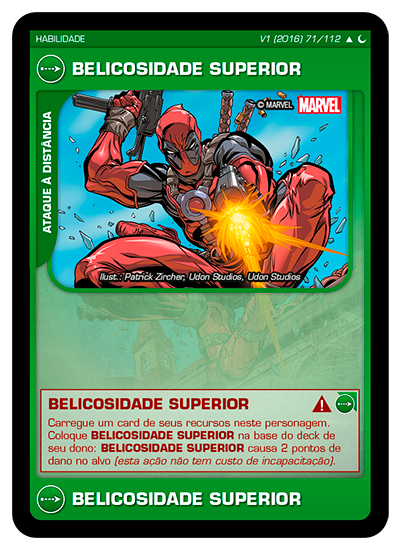 HABILIDADE
V1 (2016) 71/112 ▲
BELICOSIDADE SUPERIOR
ATAQUE À DISTÂNCIA
© MARVEL MARVEL
Ilust.: Patrick Zircher, Udon Studios, Udon Studios
BELICOSIDADE SUPERIOR
Carregue um card de seus recursos neste personagem.
Coloque BELICOSIDADE SUPERIOR na base do deck de
seu dono: BELICOSIDADE SUPERIOR causa 2 pontos de
dano no alvo (esta ação não tem custo de incapacitação).
BELICOSIDADE SUPERIOR